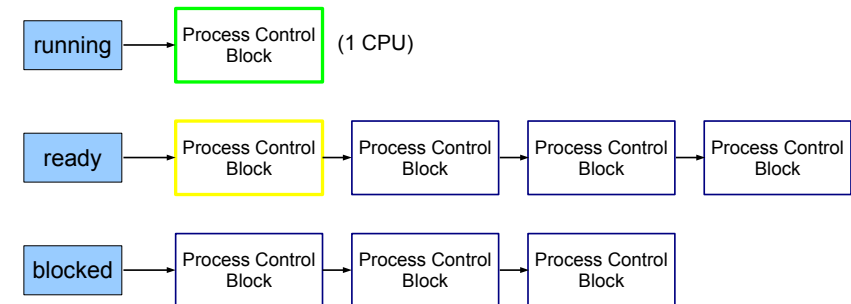 running
Process Control
Block
(1 CPU)
ready
Process Control
Block
Process Control
Block
Process Control
Block
Process Control
Block
blocked
Process Control
Block
Process Control
Block
Process Control
Block